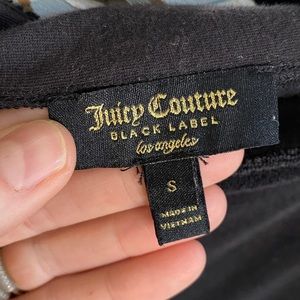 Juicy Couture
BLACK LABEL
los angeles
S
MADE IN
VIETNAM